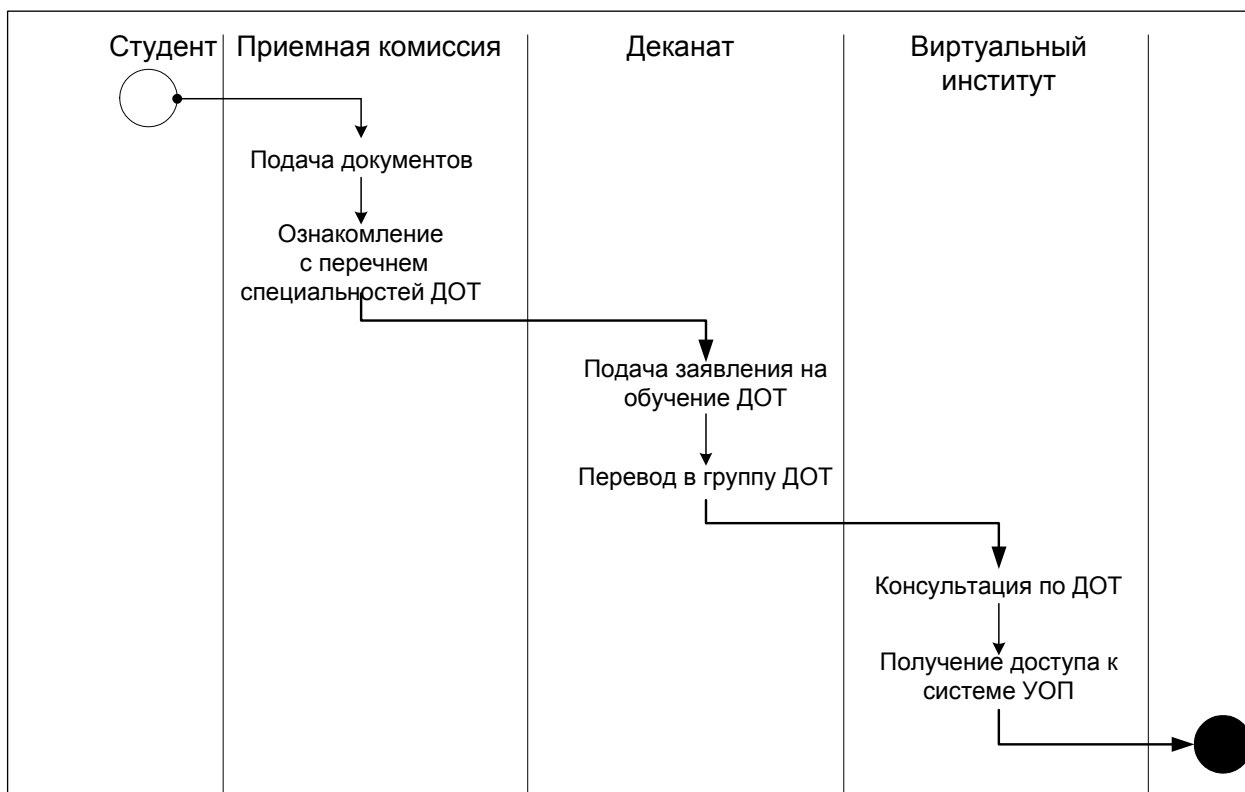 Студент
Приемная комиссия
Деканат
Виртуальный
институт
Подача документов
Ознакомление
с перечнем
специальностей ДОТ
Подача заявления на
обучение ДОТ
Перевод в группу ДОТ
Консультация по ДОТ
Получение доступа к
системе УОП